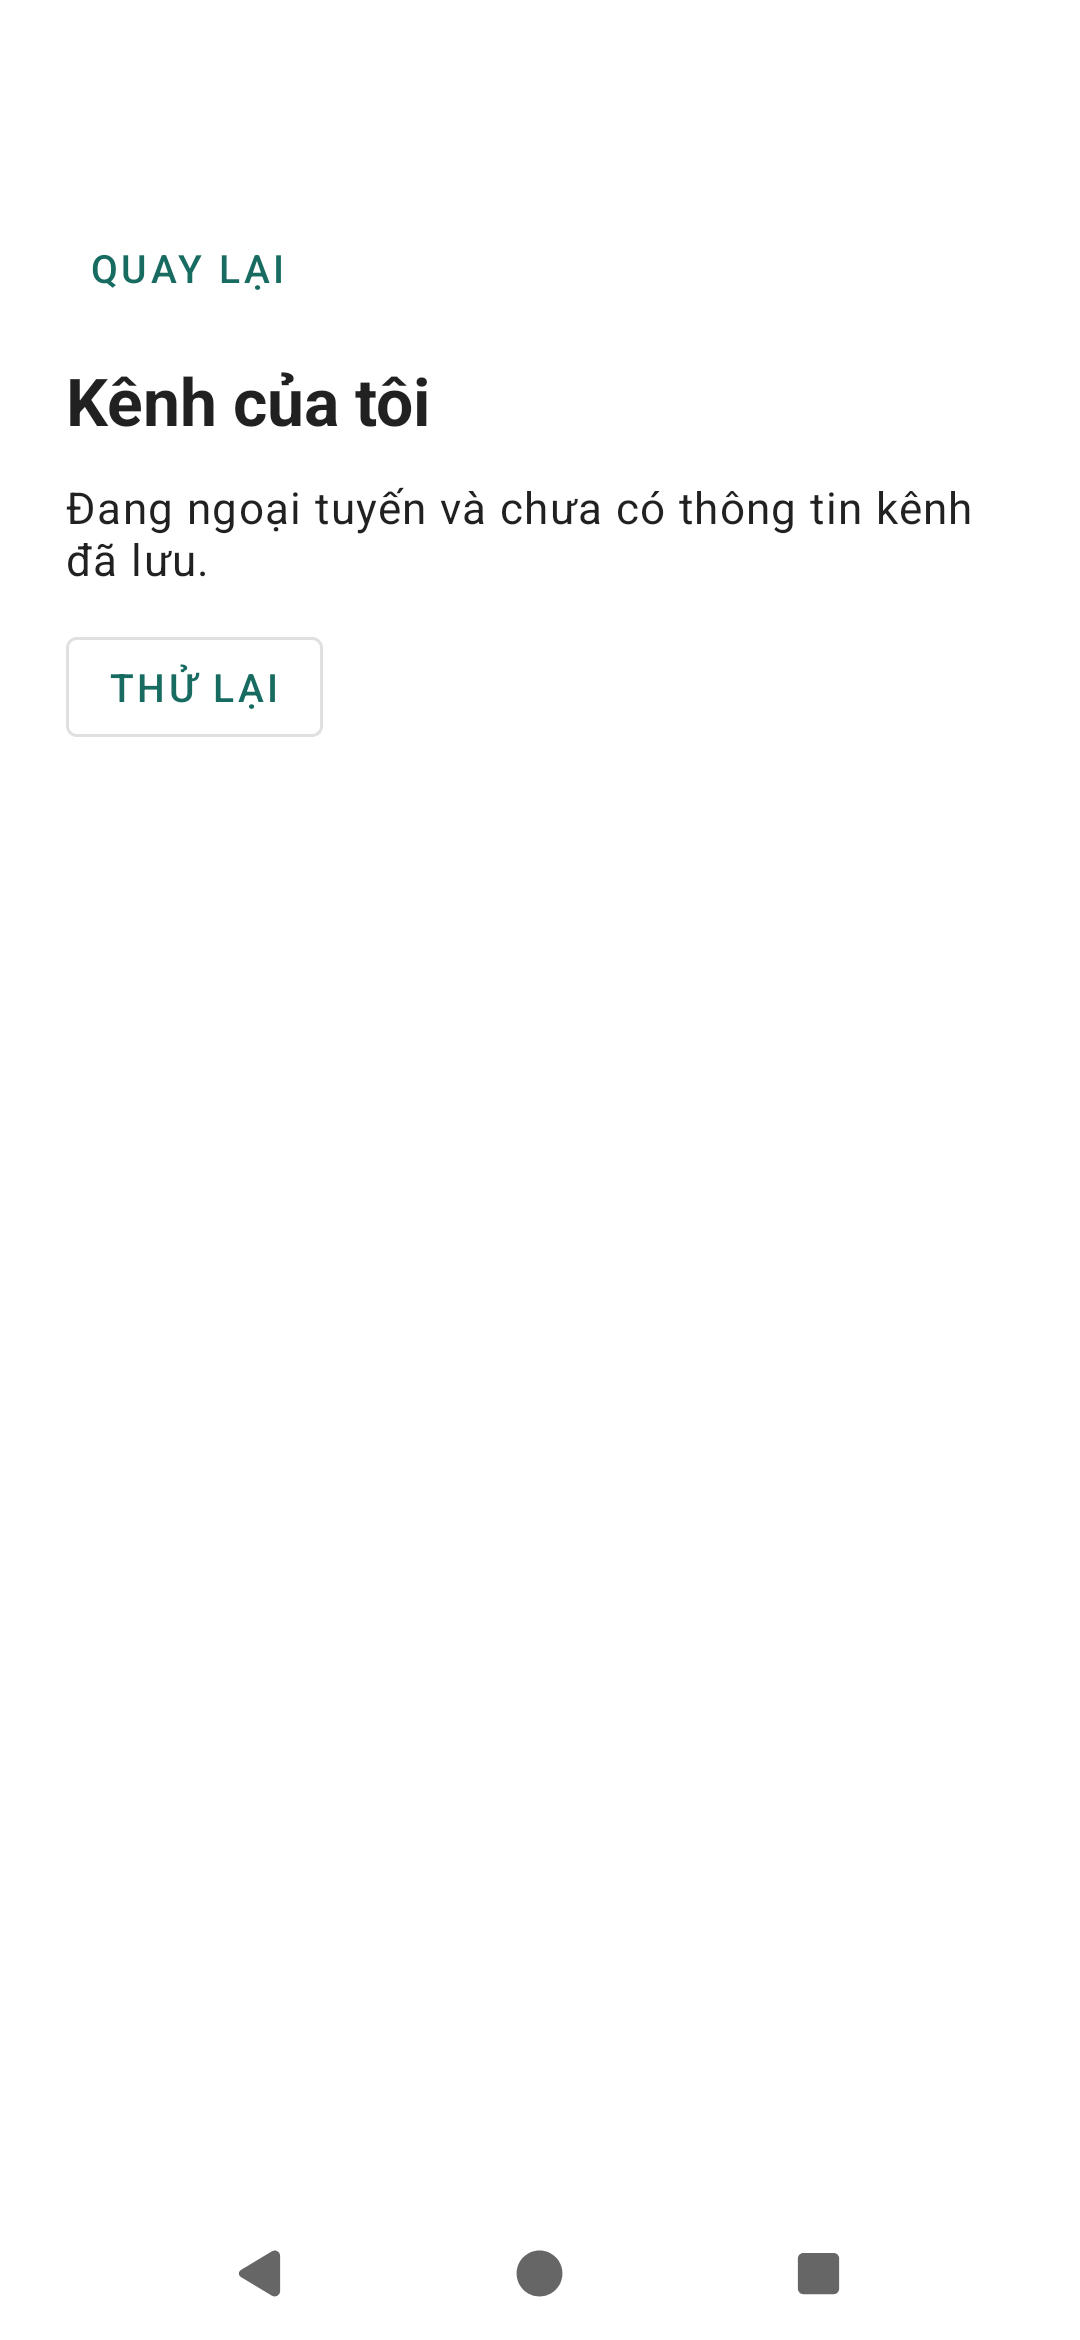 QUAY LẠI
Kênh của tôi
Đang ngoại tuyến và chưa có thông tin kênh
đã lưu.
THỬ LẠI